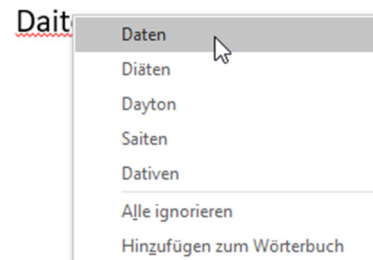 Dait
Daten
Diäten
Dayton
Saiten
Dativen
Alle ignorieren
Hinzufügen zum Wörterbuch